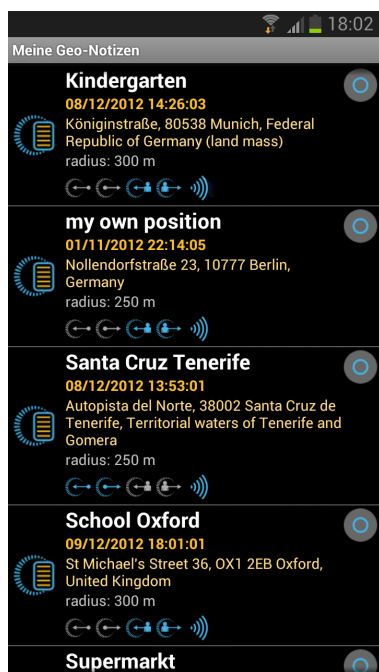 18:02
Meine Geo-Notizen
Kindergarten
08/12/2012 14:26:03
Königinstraße, 80538 Munich, Federal
Republic of Germany (land mass)
radius: 300 m
my own position
01/11/2012 22:14:05
Nollendorfstraße 23, 10777 Berlin,
Germany
radius: 250 m
Santa Cruz Tenerife
08/12/2012 13:53:01
Autopista del Norte, 38002 Santa Cruz de
Tenerife, Territorial waters of Tenerife and
Gomera
radius: 250 m
School Oxford
09/12/2012 18:01:01
St Michael's Street 36, OX1 2EB Oxford,
United Kingdom
radius: 300 m
Supermarkt